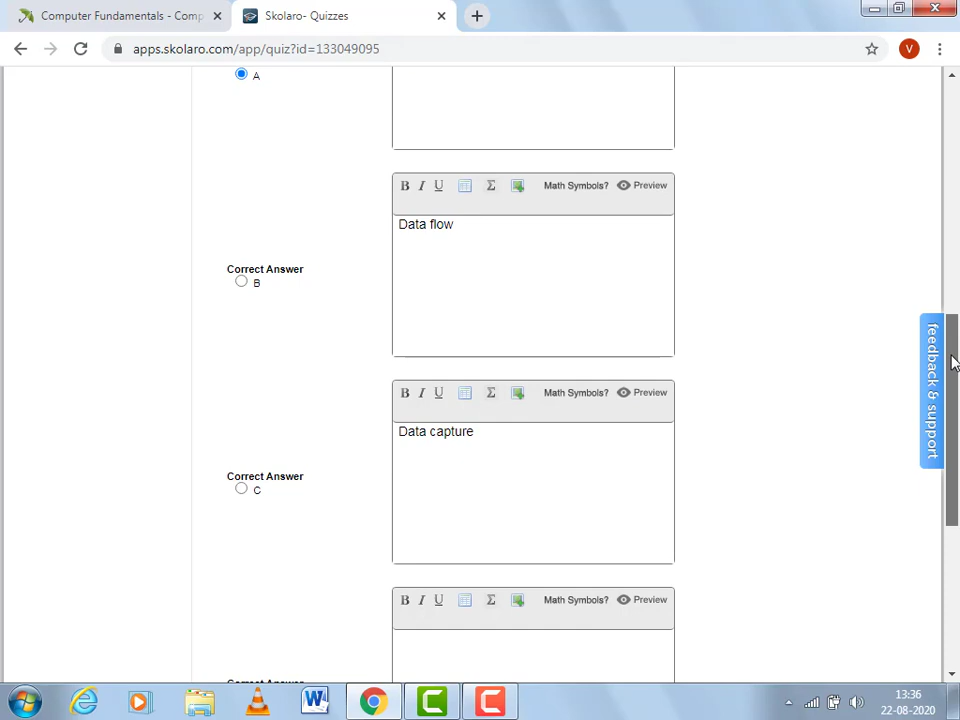 Computer Fundamentals - Comp
Skolaro- Quizzes
apps.skolaro.com/app/quiz?id=133049095
V
A
B I U Σ Math Symbols? Preview
Data flow
Correct Answer
B
feedback & support
B I U Σ Math Symbols? Preview
Data capture
Correct Answer
C
B I U Σ Math Symbols? Preview
13:36
22-08-2020